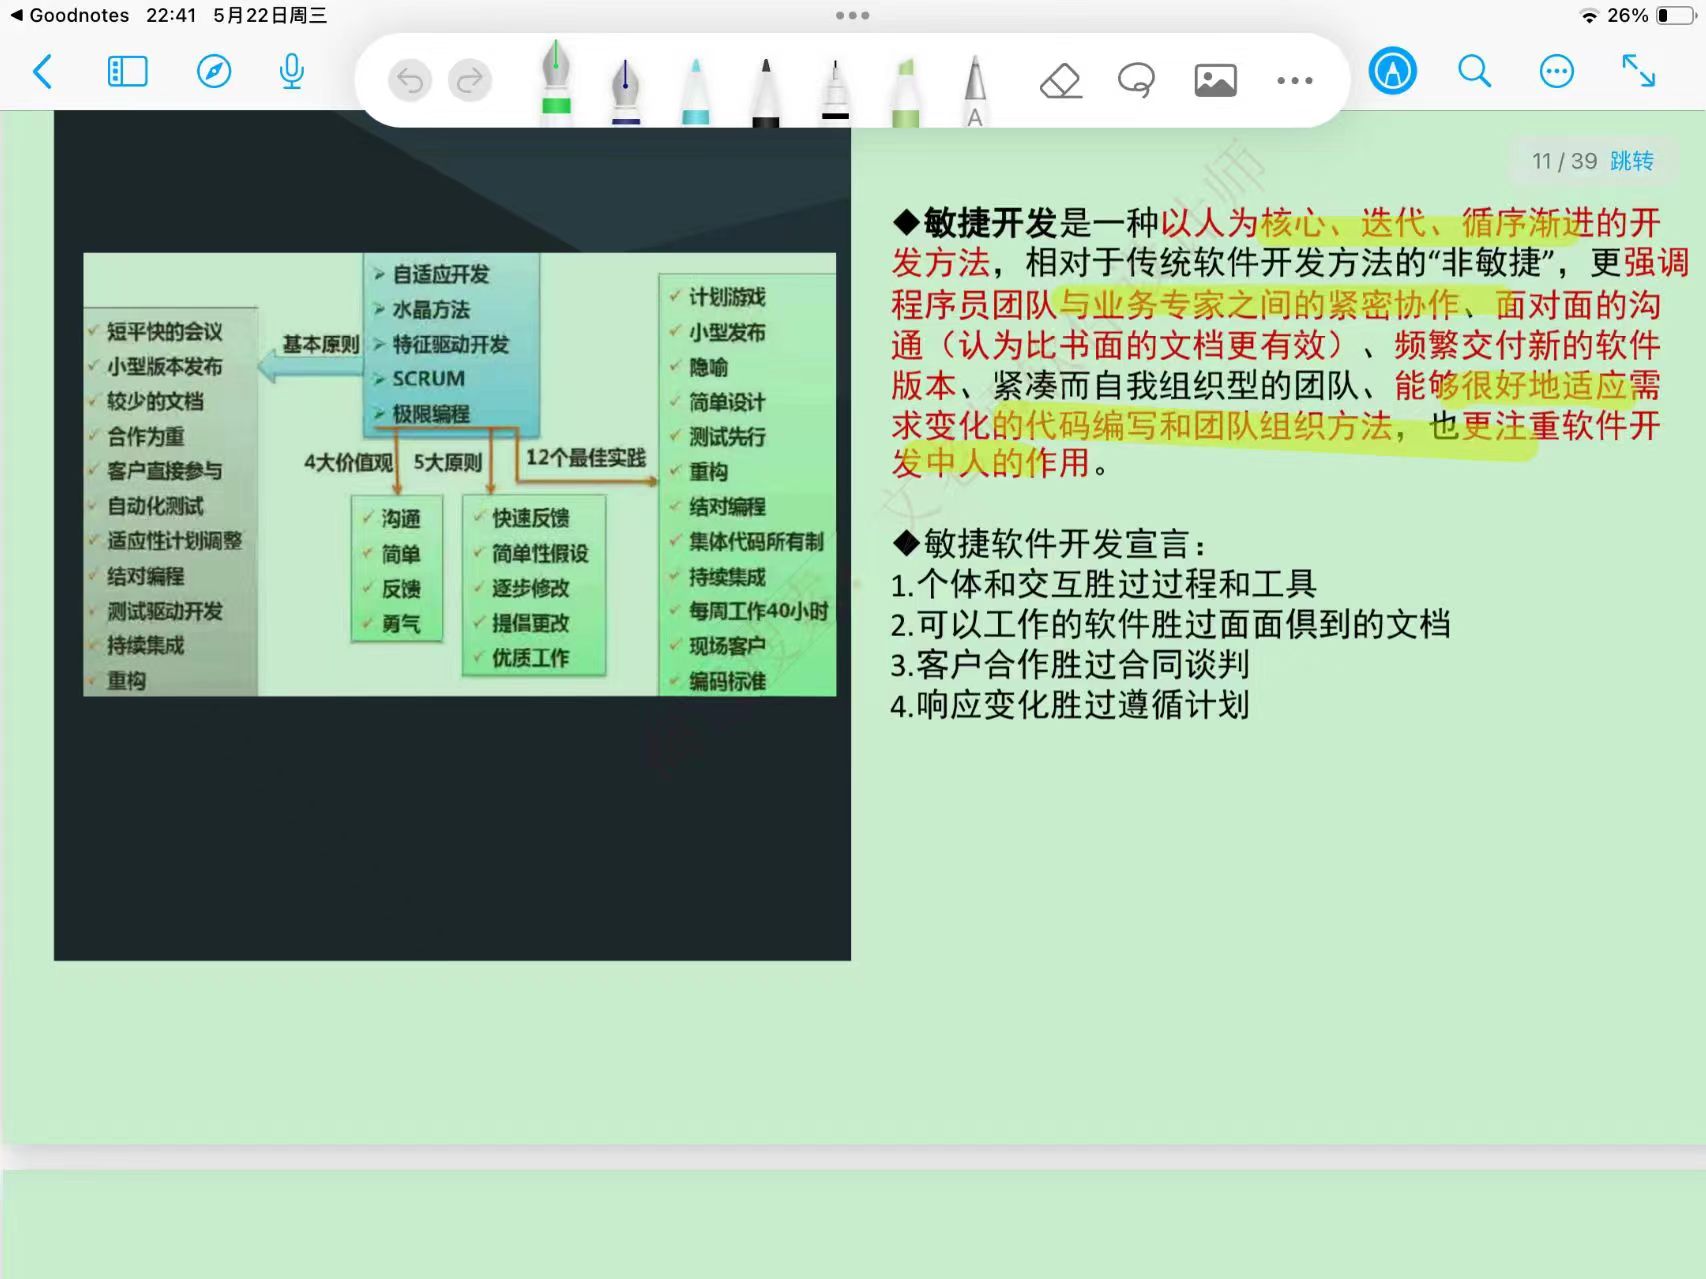 Goodnotes 22:41 5月22日周三
26%
A
11 / 39 跳转
自适应开发
水晶方法
特征驱动开发
SCRUM
极限编程
基本原则
短平快的会议
小型版本发布
较少的文档
合作为重
客户直接参与
自动化测试
适应性计划调整
结对编程
测试驱动开发
持续集成
重构
4大价值观
5大原则
12个最佳实践
沟通
简单
反馈
勇气
快速反馈
简单性假设
逐步修改
提倡更改
优质工作
计划游戏
小型发布
隐喻
简单设计
测试先行
重构
结对编程
集体代码所有制
持续集成
每周工作40小时
现场客户
编码标准
◆敏捷开发是一种以人为核心、迭代、循序渐进的开
发方法，相对于传统软件开发方法的“非敏捷”，更强调
程序员团队与业务专家之间的紧密协作、面对面的沟
通（认为比书面的文档更有效）、频繁交付新的软件
版本、紧凑而自我组织型的团队、能够很好地适应需
求变化的代码编写和团队组织方法，也更注重软件开
发中人的作用。
◆敏捷软件开发宣言：
1.个体和交互胜过过程和工具
2.可以工作的软件胜过面面俱到的文档
3.客户合作胜过合同谈判
4.响应变化胜过遵循计划